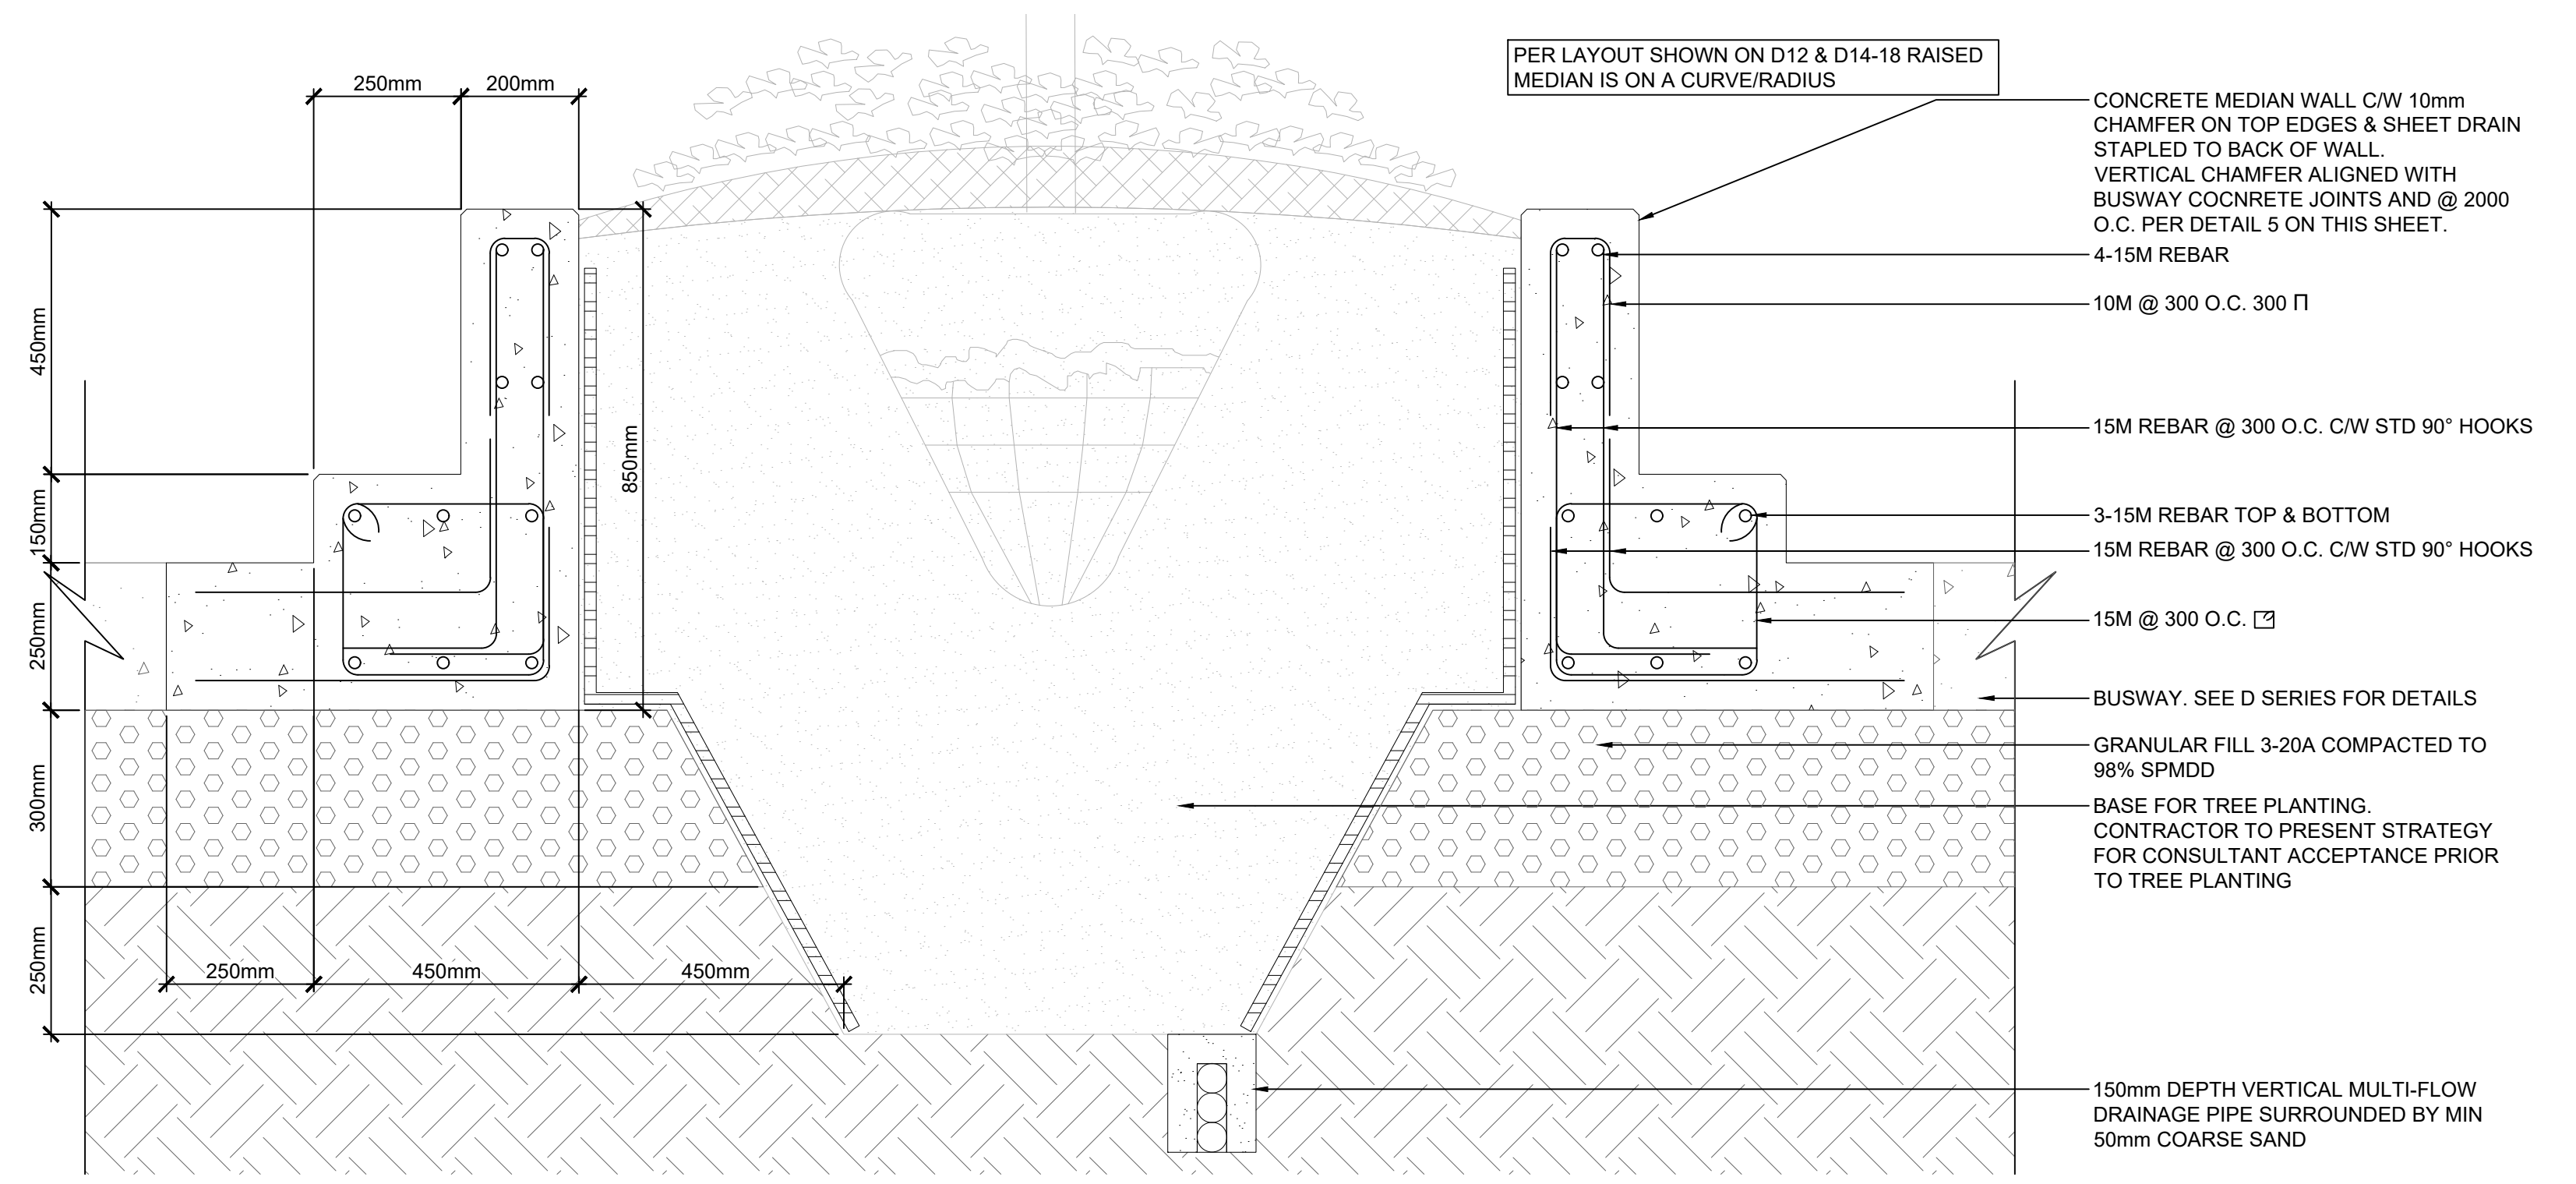 PER LAYOUT SHOWN ON D12 & D14-18 RAISED
MEDIAN IS ON A CURVE/RADIUS
250mm
200mm
CONCRETE MEDIAN WALL C/W 10mm
CHAMFER ON TOP EDGES & SHEET DRAIN
STAPLED TO BACK OF WALL.
VERTICAL CHAMFER ALIGNED WITH
BUSWAY COCNRETE JOINTS AND @ 2000
O.C. PER DETAIL 5 ON THIS SHEET.
4-15M REBAR
10M @ 300 O.C. 300 Π
15M REBAR @ 300 O.C. C/W STD 90° HOOKS
3-15M REBAR TOP & BOTTOM
15M REBAR @ 300 O.C. C/W STD 90° HOOKS
15M @ 300 O.C.
BUSWAY. SEE D SERIES FOR DETAILS
GRANULAR FILL 3-20A COMPACTED TO
98% SPMDD
BASE FOR TREE PLANTING.
CONTRACTOR TO PRESENT STRATEGY
FOR CONSULTANT ACCEPTANCE PRIOR
TO TREE PLANTING
150mm DEPTH VERTICAL MULTI-FLOW
DRAINAGE PIPE SURROUNDED BY MIN
50mm COARSE SAND
450mm
150mm
250mm
300mm
250mm
850mm
250mm
450mm
450mm